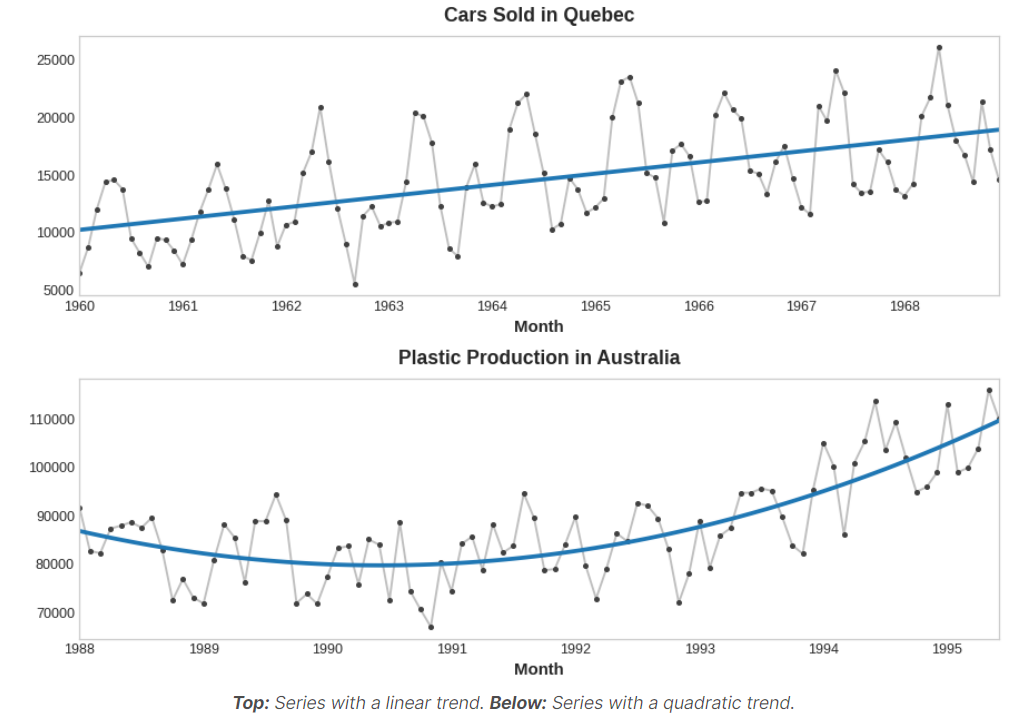 Cars Sold in Quebec
25000
20000
15000
10000
5000
1960 1961 1962 1963 1964 1965 1966 1967 1968
Month
Plastic Production in Australia
110000
100000
90000
80000
70000
1988 1989 1990 1991 1992 1993 1994 1995
Month
Top: Series with a linear trend. Below: Series with a quadratic trend.